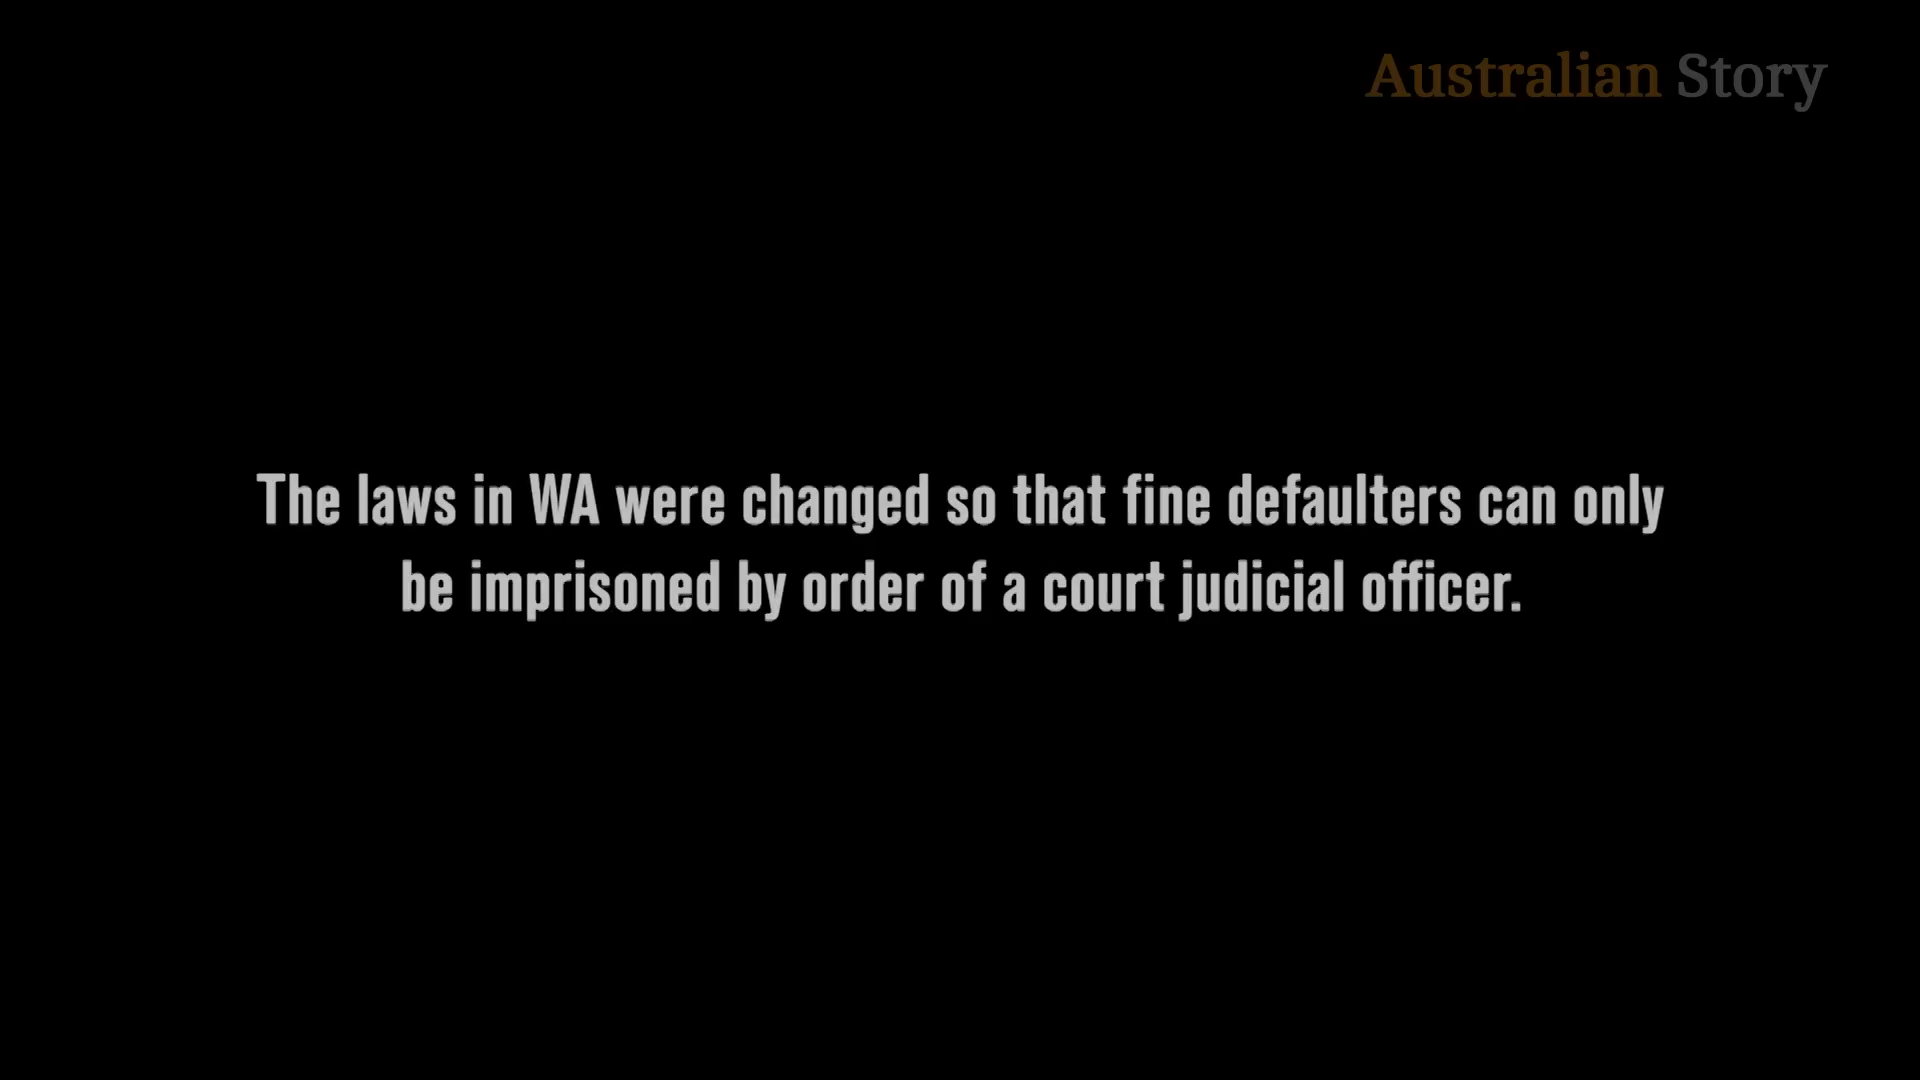 Australian Story
The laws in WA were changed so that fine defaulters can only
be imprisoned by order of a court judicial officer.